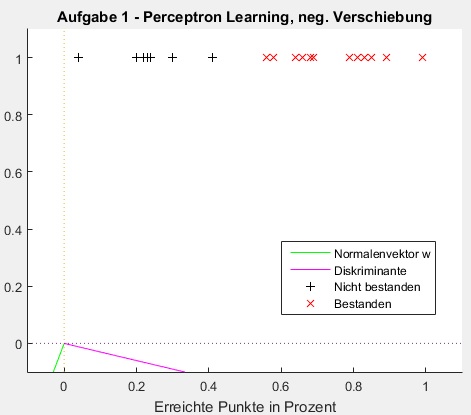 Aufgabe 1 - Perceptron Learning, neg. Verschiebung
1
0.8
0.6
0.4
0.2
0
Normalenvektor w
Diskriminante
Nicht bestanden
Bestanden
0
0.2
0.4
0.6
0.8
1
Erreichte Punkte in Prozent